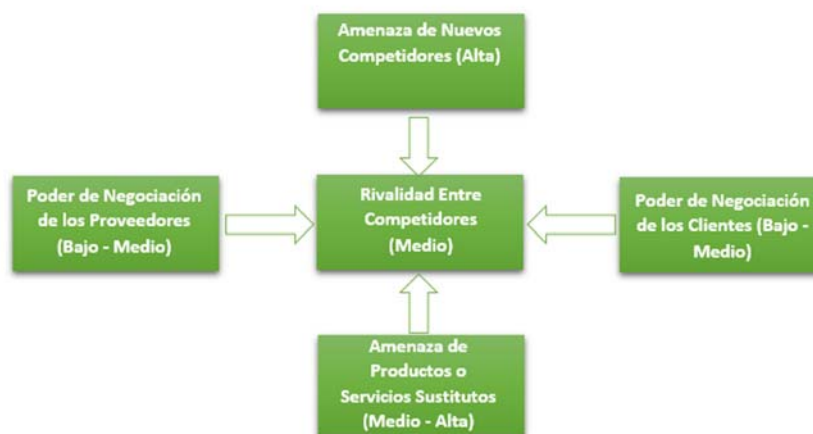 Amenaza de Nuevos
Competidores (Alta)
Poder de Negociación
de los Proveedores
(Bajo - Medio)
Rivalidad Entre
Competidores
(Medio)
Poder de Negociación
de los Clientes (Bajo -
Medio)
Amenaza de
Productos o
Servicios Sustitutos
(Medio - Alta)